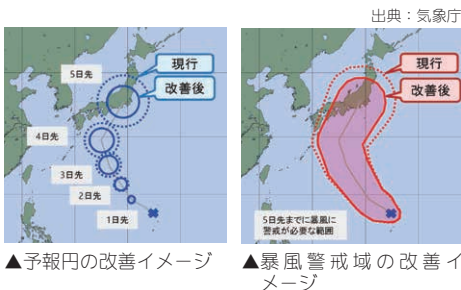 出典：気象庁
現行
改善後
5日先
4日先
3日先
2日先
1日先
▲予報円の改善イメージ
現行
改善後
5日先までに暴風に
警戒が必要な範囲
▲暴風警戒域の改善イ
メージ